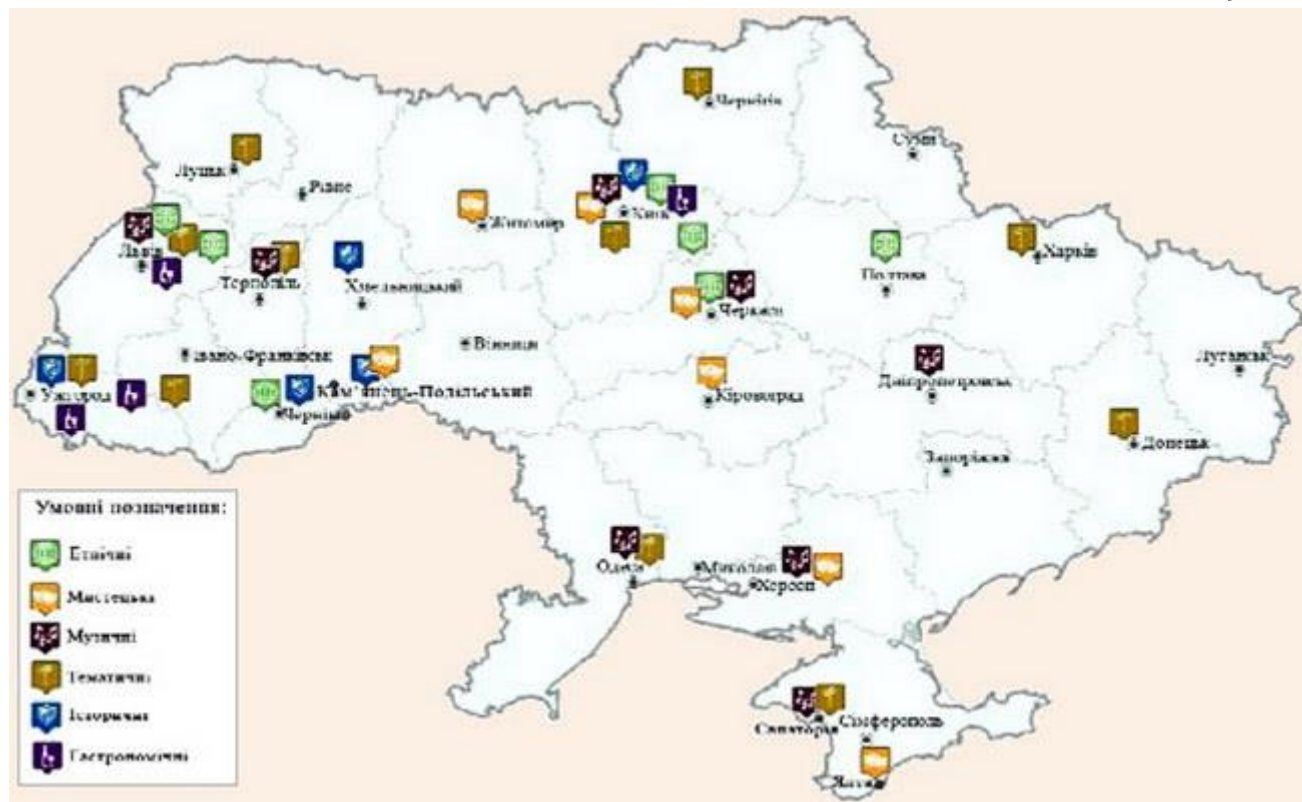 Чернігів
Суми
Луцьк
Рівне
Житомир
Київ
Львів
Тернопіль
Хмельницький
Полтава
Харків
Черкаси
Вінниця
Івано-Франківськ
Луганськ
Ужгород
Кам'янець-Подільський
Чернівці
Кіровоград
Дніпропетровськ
Донецьк
Запоріжжя
Одеса
Миколаїв
Херсон
Євпаторія
Сімферополь
Ялта
Умовні позначення:
Етнічні
Мистецькі
Музичні
Тематичні
Історичні
Гастрономічні